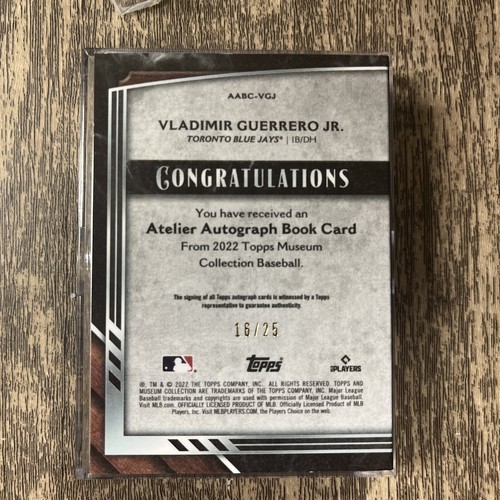 AABC-VGJ
VLADIMIR GUERRERO JR.
TORONTO BLUE JAYS® | 1B/DH
CONGRATULATIONS
You have received an
Atelier Autograph Book Card
From 2022 Topps Museum
Collection Baseball.
The signing of all Topps autograph cards is witnessed by a Topps
representative to guarantee authenticity.
16/25
topps
PLAYERS
®, TM & © 2022 THE TOPPS COMPANY, INC. ALL RIGHTS RESERVED. TOPPS AND
MUSEUM COLLECTION ARE TRADEMARKS OF THE TOPPS COMPANY, INC. Major League
Baseball trademarks and copyrights are used with permission of Major League Baseball.
Visit MLB.com. OFFICIALLY LICENSED PRODUCT OF MLB. Officially Licensed Product of MLB
Players, Inc. Visit MLBPLAYERS.COM, the Players Choice on the web.